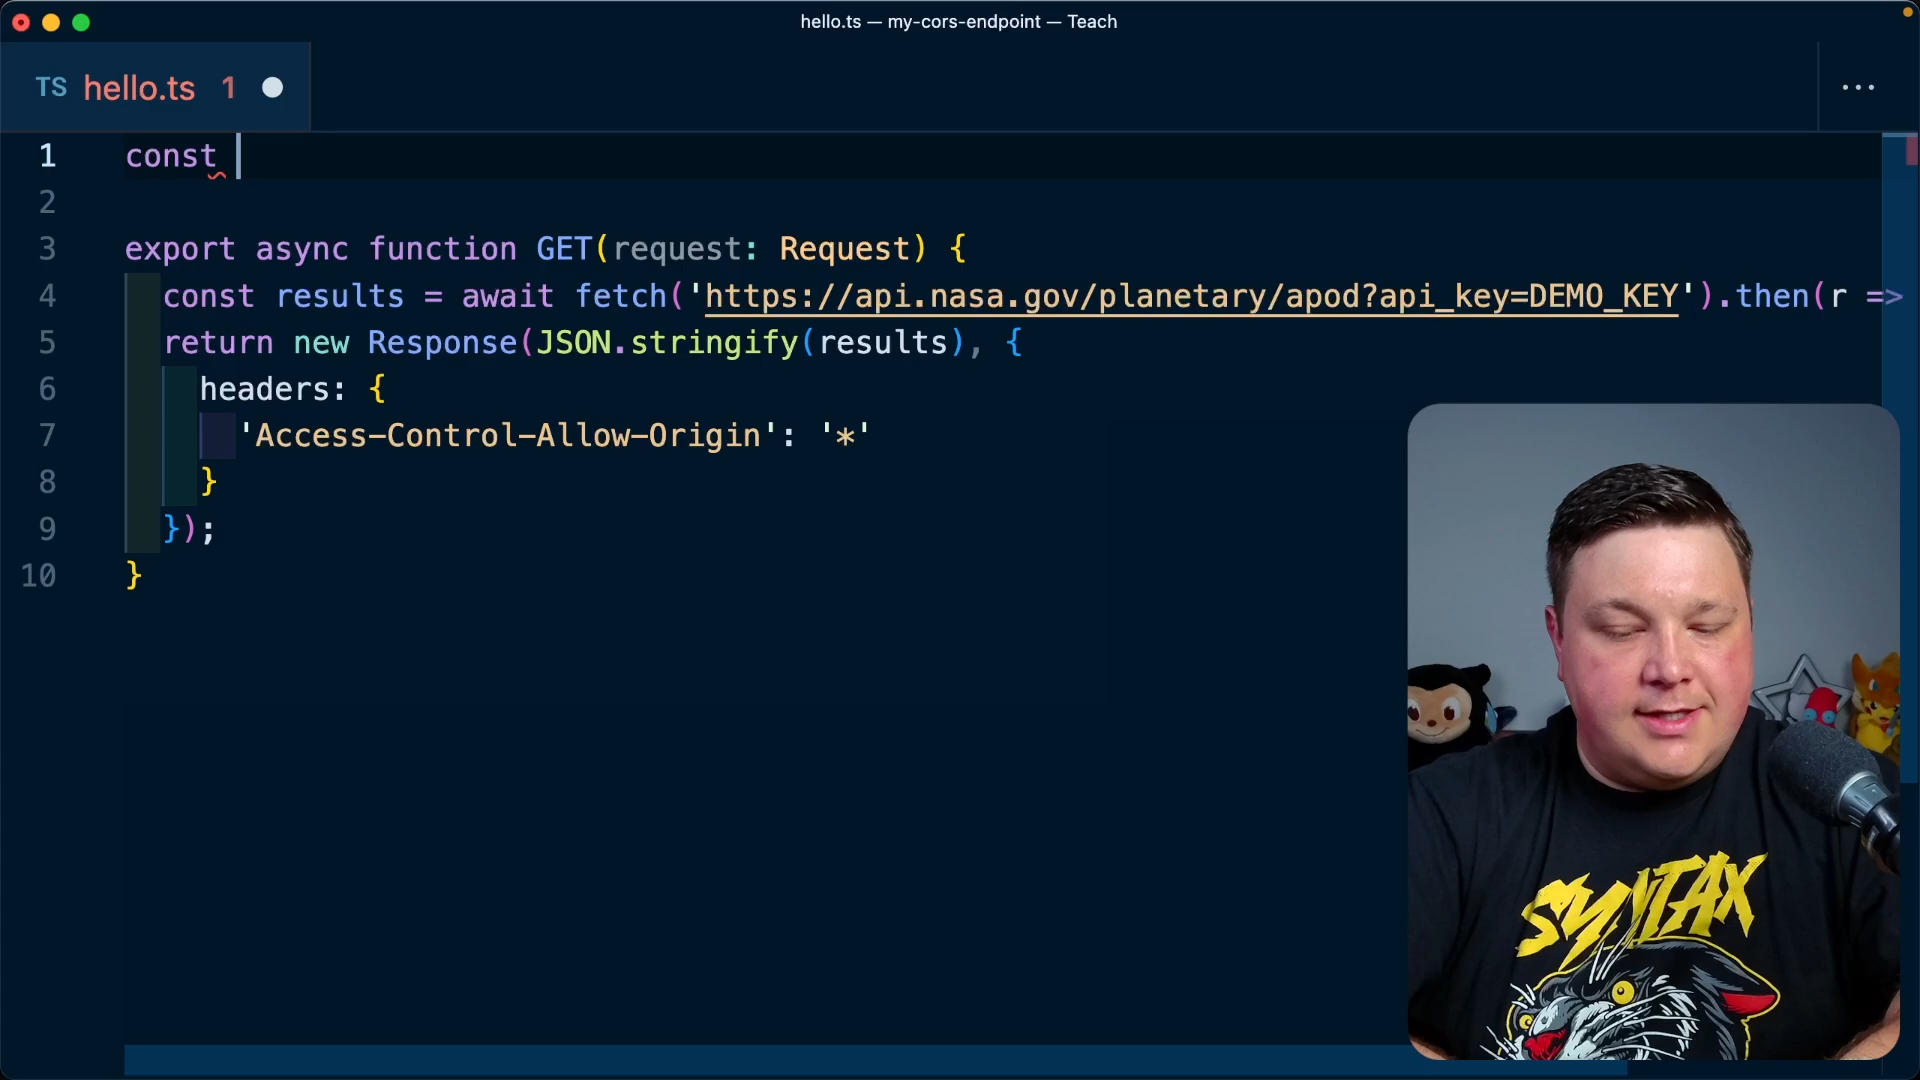 hello.ts — my-cors-endpoint — Teach
TS hello.ts 1
1 const
2
3 export async function GET(request: Request) {
4 const results = await fetch('https://api.nasa.gov/planetary/apod?api_key=DEMO_KEY').then(r =>
5 return new Response(JSON.stringify(results), {
6 headers: {
7 'Access-Control-Allow-Origin': '*'
8 }
9 });
10 }
SYNTAX